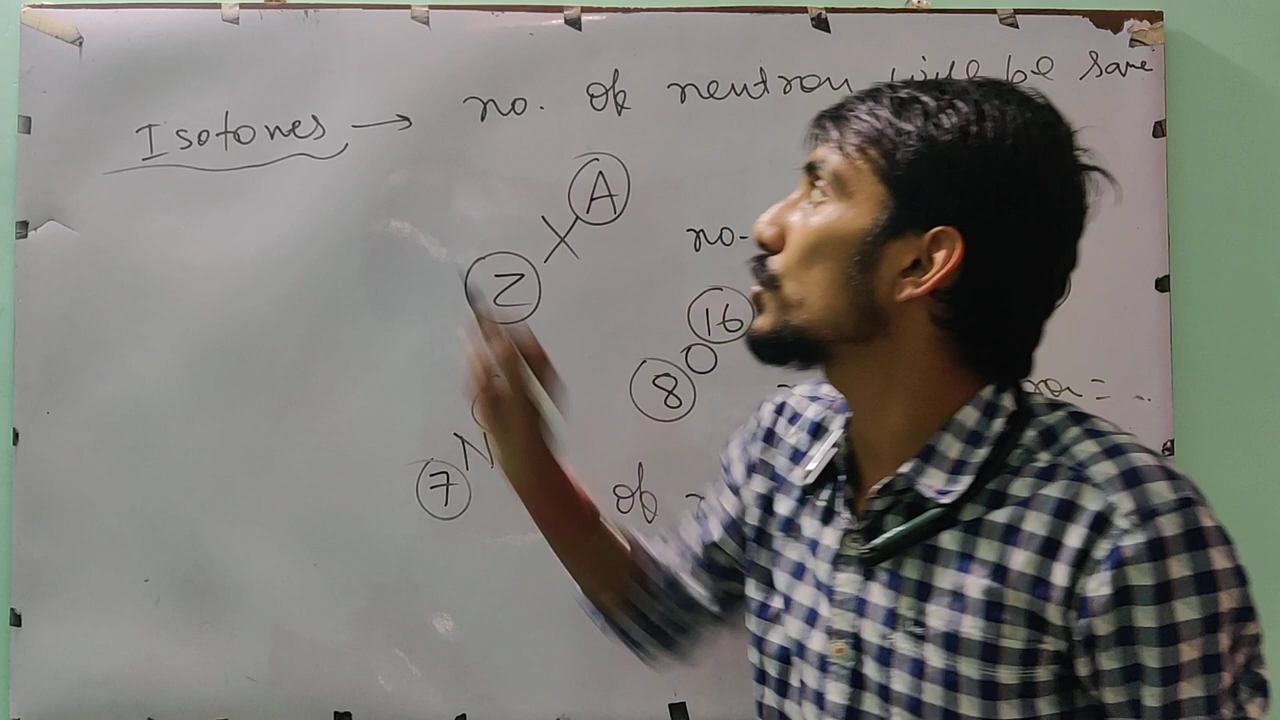 Isotones → no. of neutron will be same
A
X
Z
no.
16
O
8
N
7
of